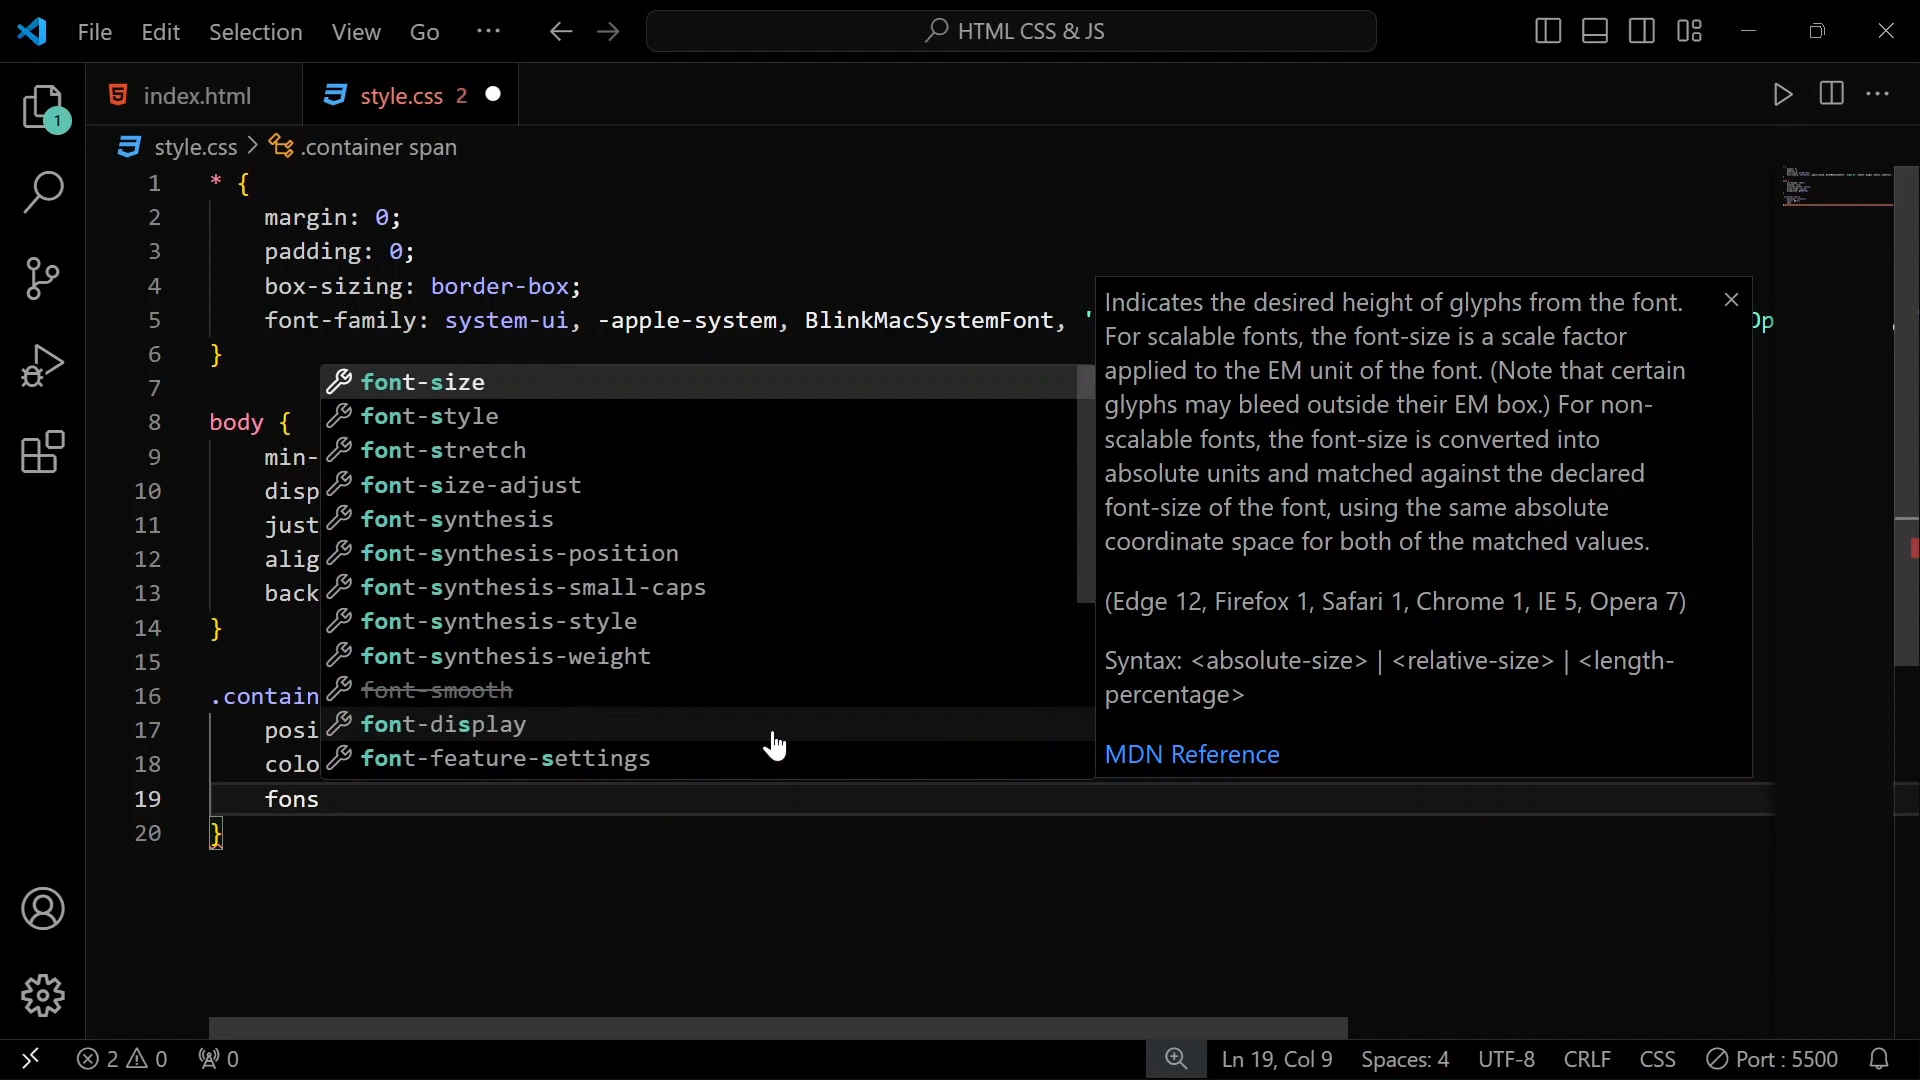 File Edit Selection View Go ··· HTML CSS & JS
1
index.html style.css 2
style.css > .container span
1 * {
2 margin: 0;
3 padding: 0;
4 box-sizing: border-box;
5 font-family: system-ui, -apple-system, BlinkMacSystemFont, ' Op
6 }
7
8 body {
9 min-
10 disp
11 just
12 alig
13 back
14 }
15
16 .contain
17 posi
18 colo
19 fons
20 }
font-size
font-style
font-stretch
font-size-adjust
font-synthesis
font-synthesis-position
font-synthesis-small-caps
font-synthesis-style
font-synthesis-weight
font-smooth
font-display
font-feature-settings
Indicates the desired height of glyphs from the font.
For scalable fonts, the font-size is a scale factor
applied to the EM unit of the font. (Note that certain
glyphs may bleed outside their EM box.) For non-
scalable fonts, the font-size is converted into
absolute units and matched against the declared
font-size of the font, using the same absolute
coordinate space for both of the matched values.
(Edge 12, Firefox 1, Safari 1, Chrome 1, IE 5, Opera 7)
Syntax: <absolute-size> | <relative-size> | <length-
percentage>
MDN Reference
2 0 0 Ln 19, Col 9 Spaces: 4 UTF-8 CRLF CSS Port : 5500